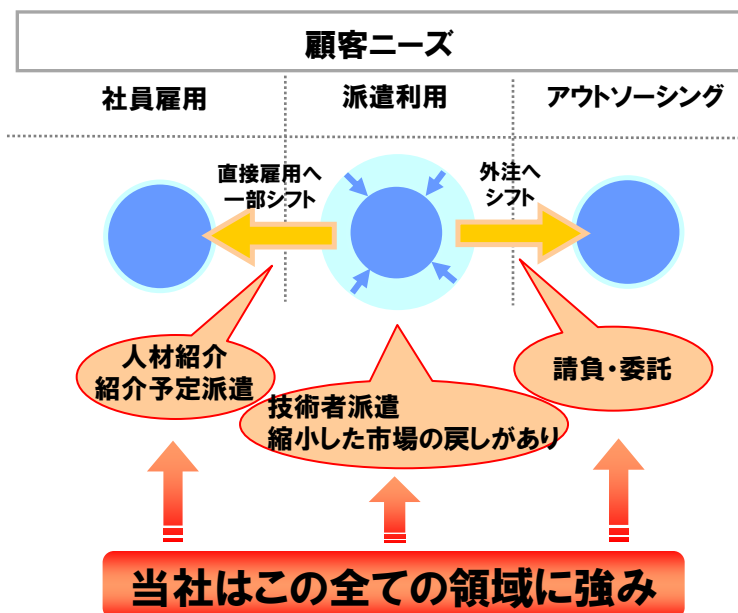 顧客ニーズ
社員雇用
派遣利用
アウトソーシング
直接雇用へ
一部シフト
外注へ
シフト
人材紹介
紹介予定派遣
技術者派遣
縮小した市場の戻しがあり
請負・委託
当社はこの全ての領域に強み